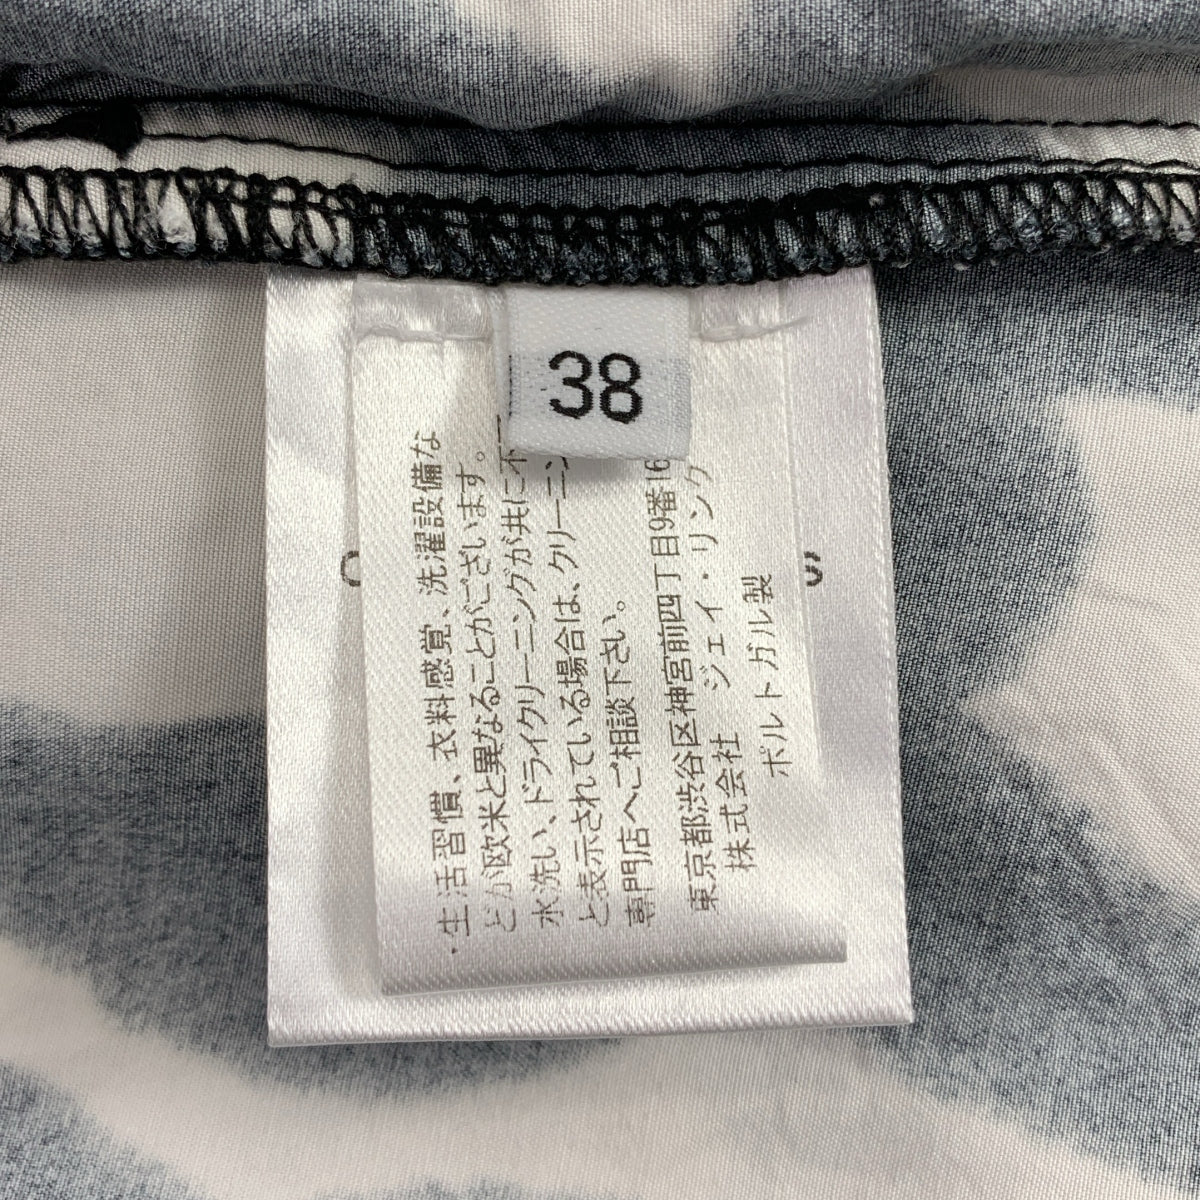 38
・生活習慣、衣料感覚、洗濯設備な
どが欧米と異なることがございます。
水洗い、ドライクリーニングが共に不
と表示されている場合は、クリーニン
専門店へご相談下さい。
東京都渋谷区神宮前四丁目9番16
株式会社 ジェイ・リング
ポルトガル製
C
S